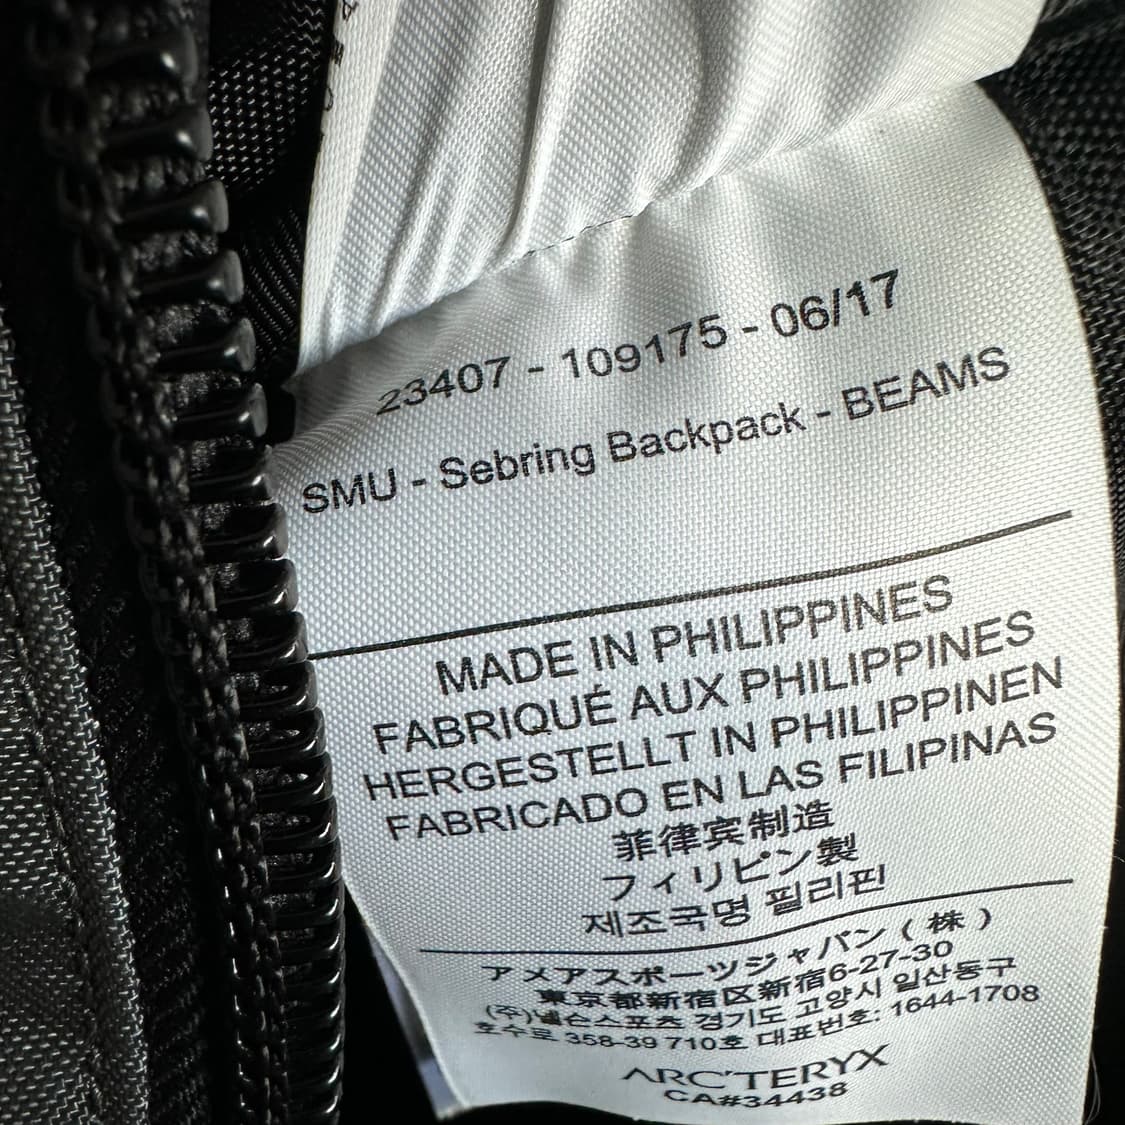 23407 - 109175 - 06/17
SMU - Sebring Backpack - BEAMS
MADE IN PHILIPPINES
FABRIQUÉ AUX PHILIPPINES
HERGESTELLT IN PHILIPPINEN
FABRICADO EN LAS FILIPINAS
菲律宾制造
フィリピン製
제조국명 필리핀
アメアスポーツジャパン（株）
東京都新宿区新宿6-27-30
(주)넬슨스포츠 경기도 고양시 일산동구
호수로 358-39 710호 대표번호: 1644-1708
ARC'TERYX
CA#34438